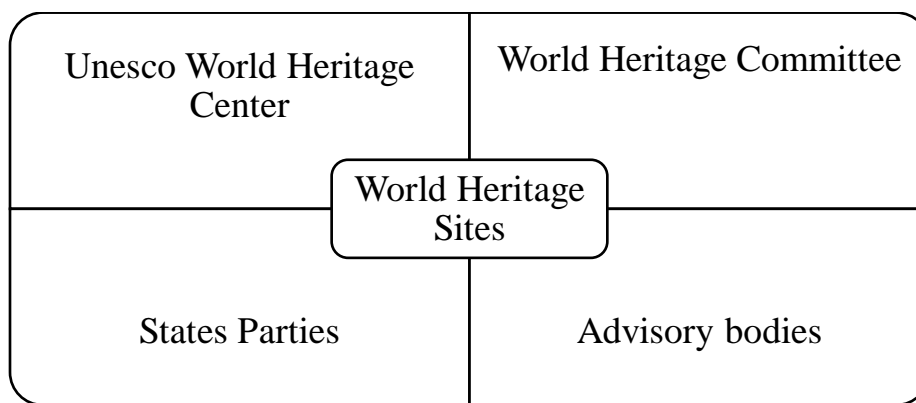 Unesco World Heritage
Center
World Heritage Committee
World Heritage
Sites
States Parties
Advisory bodies